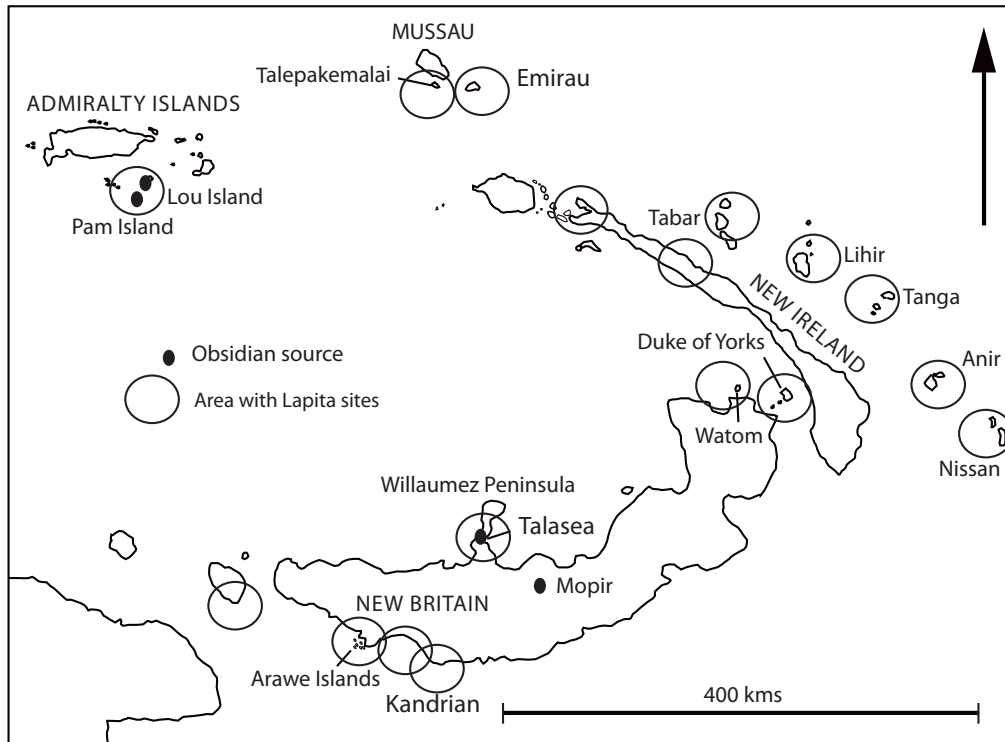 MUSSAU
Talepakemalai
Emirau
ADMIRALTY ISLANDS
Lou Island
Pam Island
Tabar
Lihir
Tanga
NEW IRELAND
Duke of Yorks
Anir
Obsidian source
Area with Lapita sites
Watom
Nissan
Willaumez Peninsula
Talasea
Mopir
NEW BRITAIN
Arawe Islands
Kandrian
400 kms